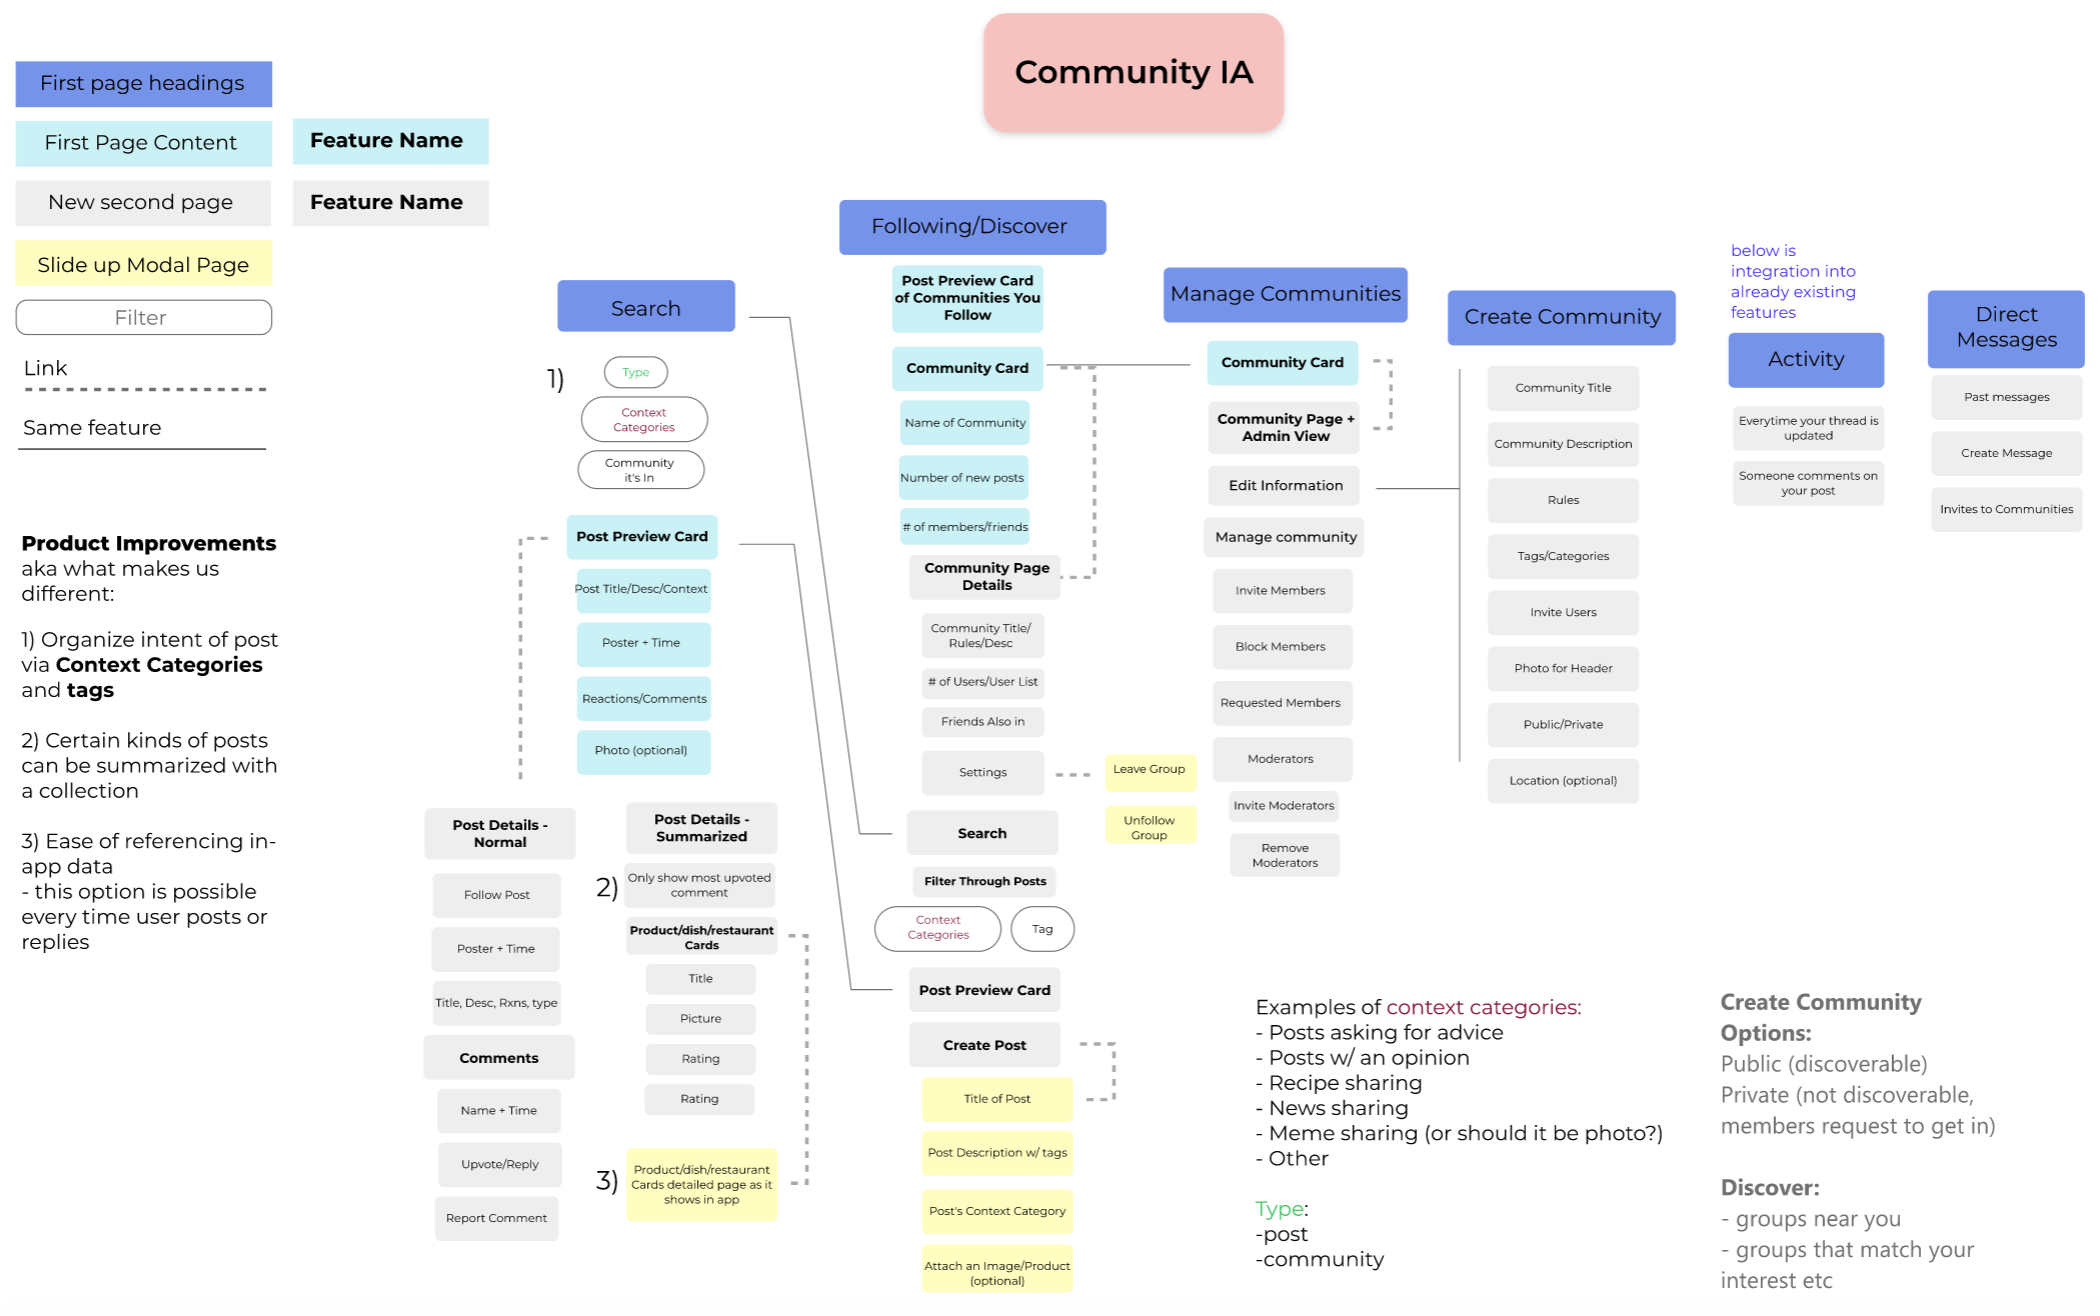 Community IA
First page headings
First Page Content
Feature Name
New second page
Feature Name
Slide up Modal Page
Filter
Link
Same feature
Product Improvements
aka what makes us
different:
1) Organize intent of post
via Context Categories
and tags
2) Certain kinds of posts
can be summarized with
a collection
3) Ease of referencing in-
app data
- this option is possible
every time user posts or
replies
Search
1)
Type
Context
Categories
Community
it's In
Post Preview Card
Post Title/Desc/Context
Poster + Time
Reactions/Comments
Photo (optional)
Post Details -
Normal
Follow Post
Poster + Time
Title, Desc, Rxns, type
Comments
Name + Time
Upvote/Reply
Report Comment
Post Details -
Summarized
2)
Only show most upvoted
comment
Product/dish/restaurant
Cards
Title
Picture
Rating
Rating
3)
Product/dish/restaurant
Cards detailed page as it
shows in app
Following/Discover
Post Preview Card
of Communities You
Follow
Community Card
Name of Community
Number of new posts
# of members/friends
Community Page
Details
Community Title/
Rules/Desc
# of Users/User List
Friends Also in
Settings
Leave Group
Unfollow
Group
Search
Filter Through Posts
Context
Categories
Tag
Post Preview Card
Create Post
Title of Post
Post Description w/ tags
Post's Context Category
Attach an Image/Product
(optional)
Manage Communities
Community Card
Community Page +
Admin View
Edit Information
Manage community
Invite Members
Block Members
Requested Members
Moderators
Invite Moderators
Remove
Moderators
Create Community
Community Title
Community Description
Rules
Tags/Categories
Invite Users
Photo for Header
Public/Private
Location (optional)
below is
integration into
already existing
features
Activity
Everytime your thread is
updated
Someone comments on
your post
Direct
Messages
Past messages
Create Message
Invites to Communities
Examples of context categories:
- Posts asking for advice
- Posts w/ an opinion
- Recipe sharing
- News sharing
- Meme sharing (or should it be photo?)
- Other
Type:
-post
-community
Create Community
Options:
Public (discoverable)
Private (not discoverable,
members request to get in)
Discover:
- groups near you
- groups that match your
interest etc